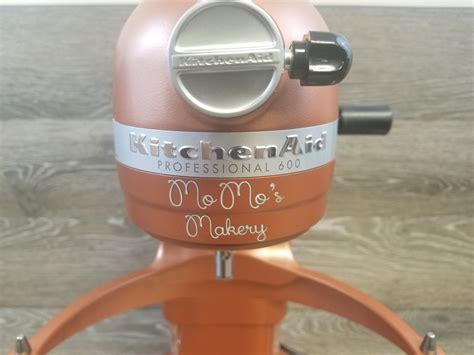 KitchenAid
KitchenAid
PROFESSIONAL 600
MoMo's
Makery